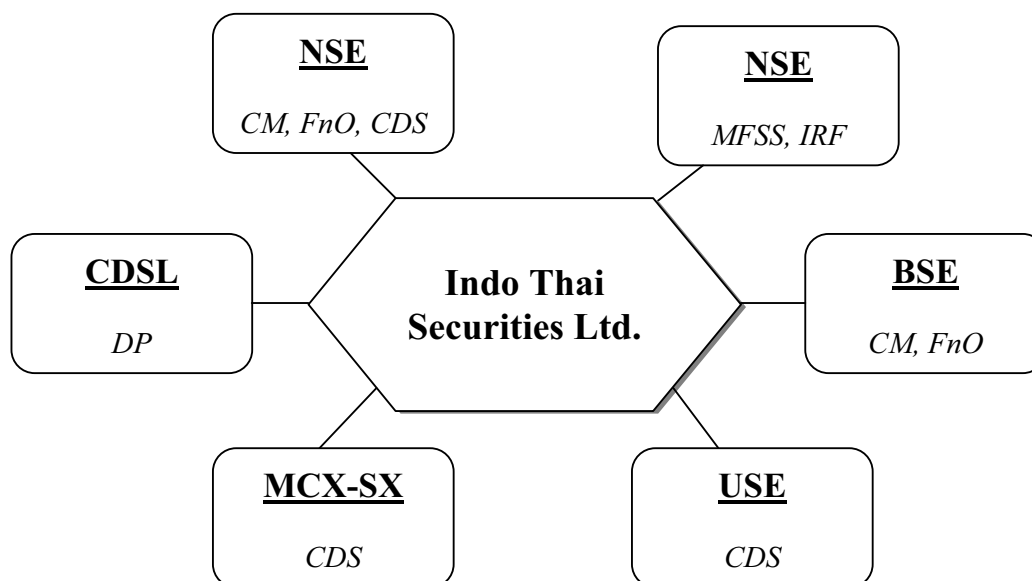 NSE
CM, FnO, CDS
NSE
MFSS, IRF
CDSL
DP
Indo Thai
Securities Ltd.
BSE
CM, FnO
MCX-SX
CDS
USE
CDS